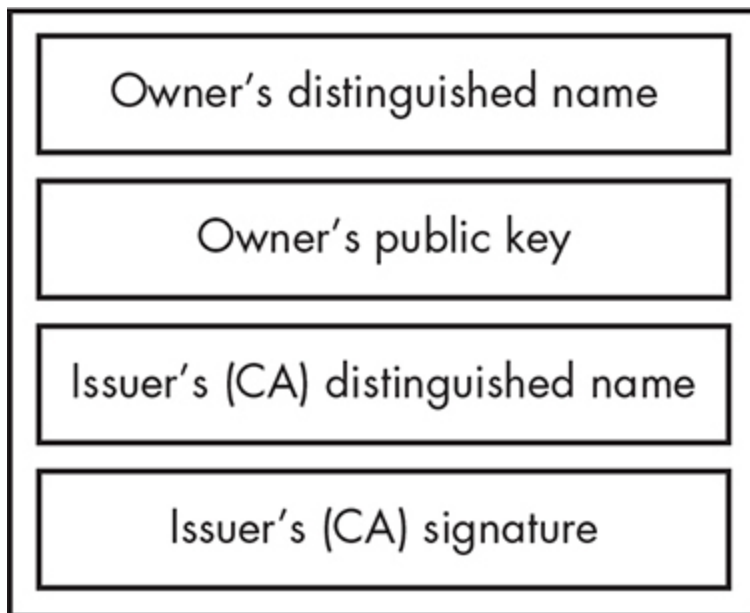 Owner’s distinguished name
Owner’s public key
Issuer’s (CA) distinguished name
Issuer’s (CA) signature